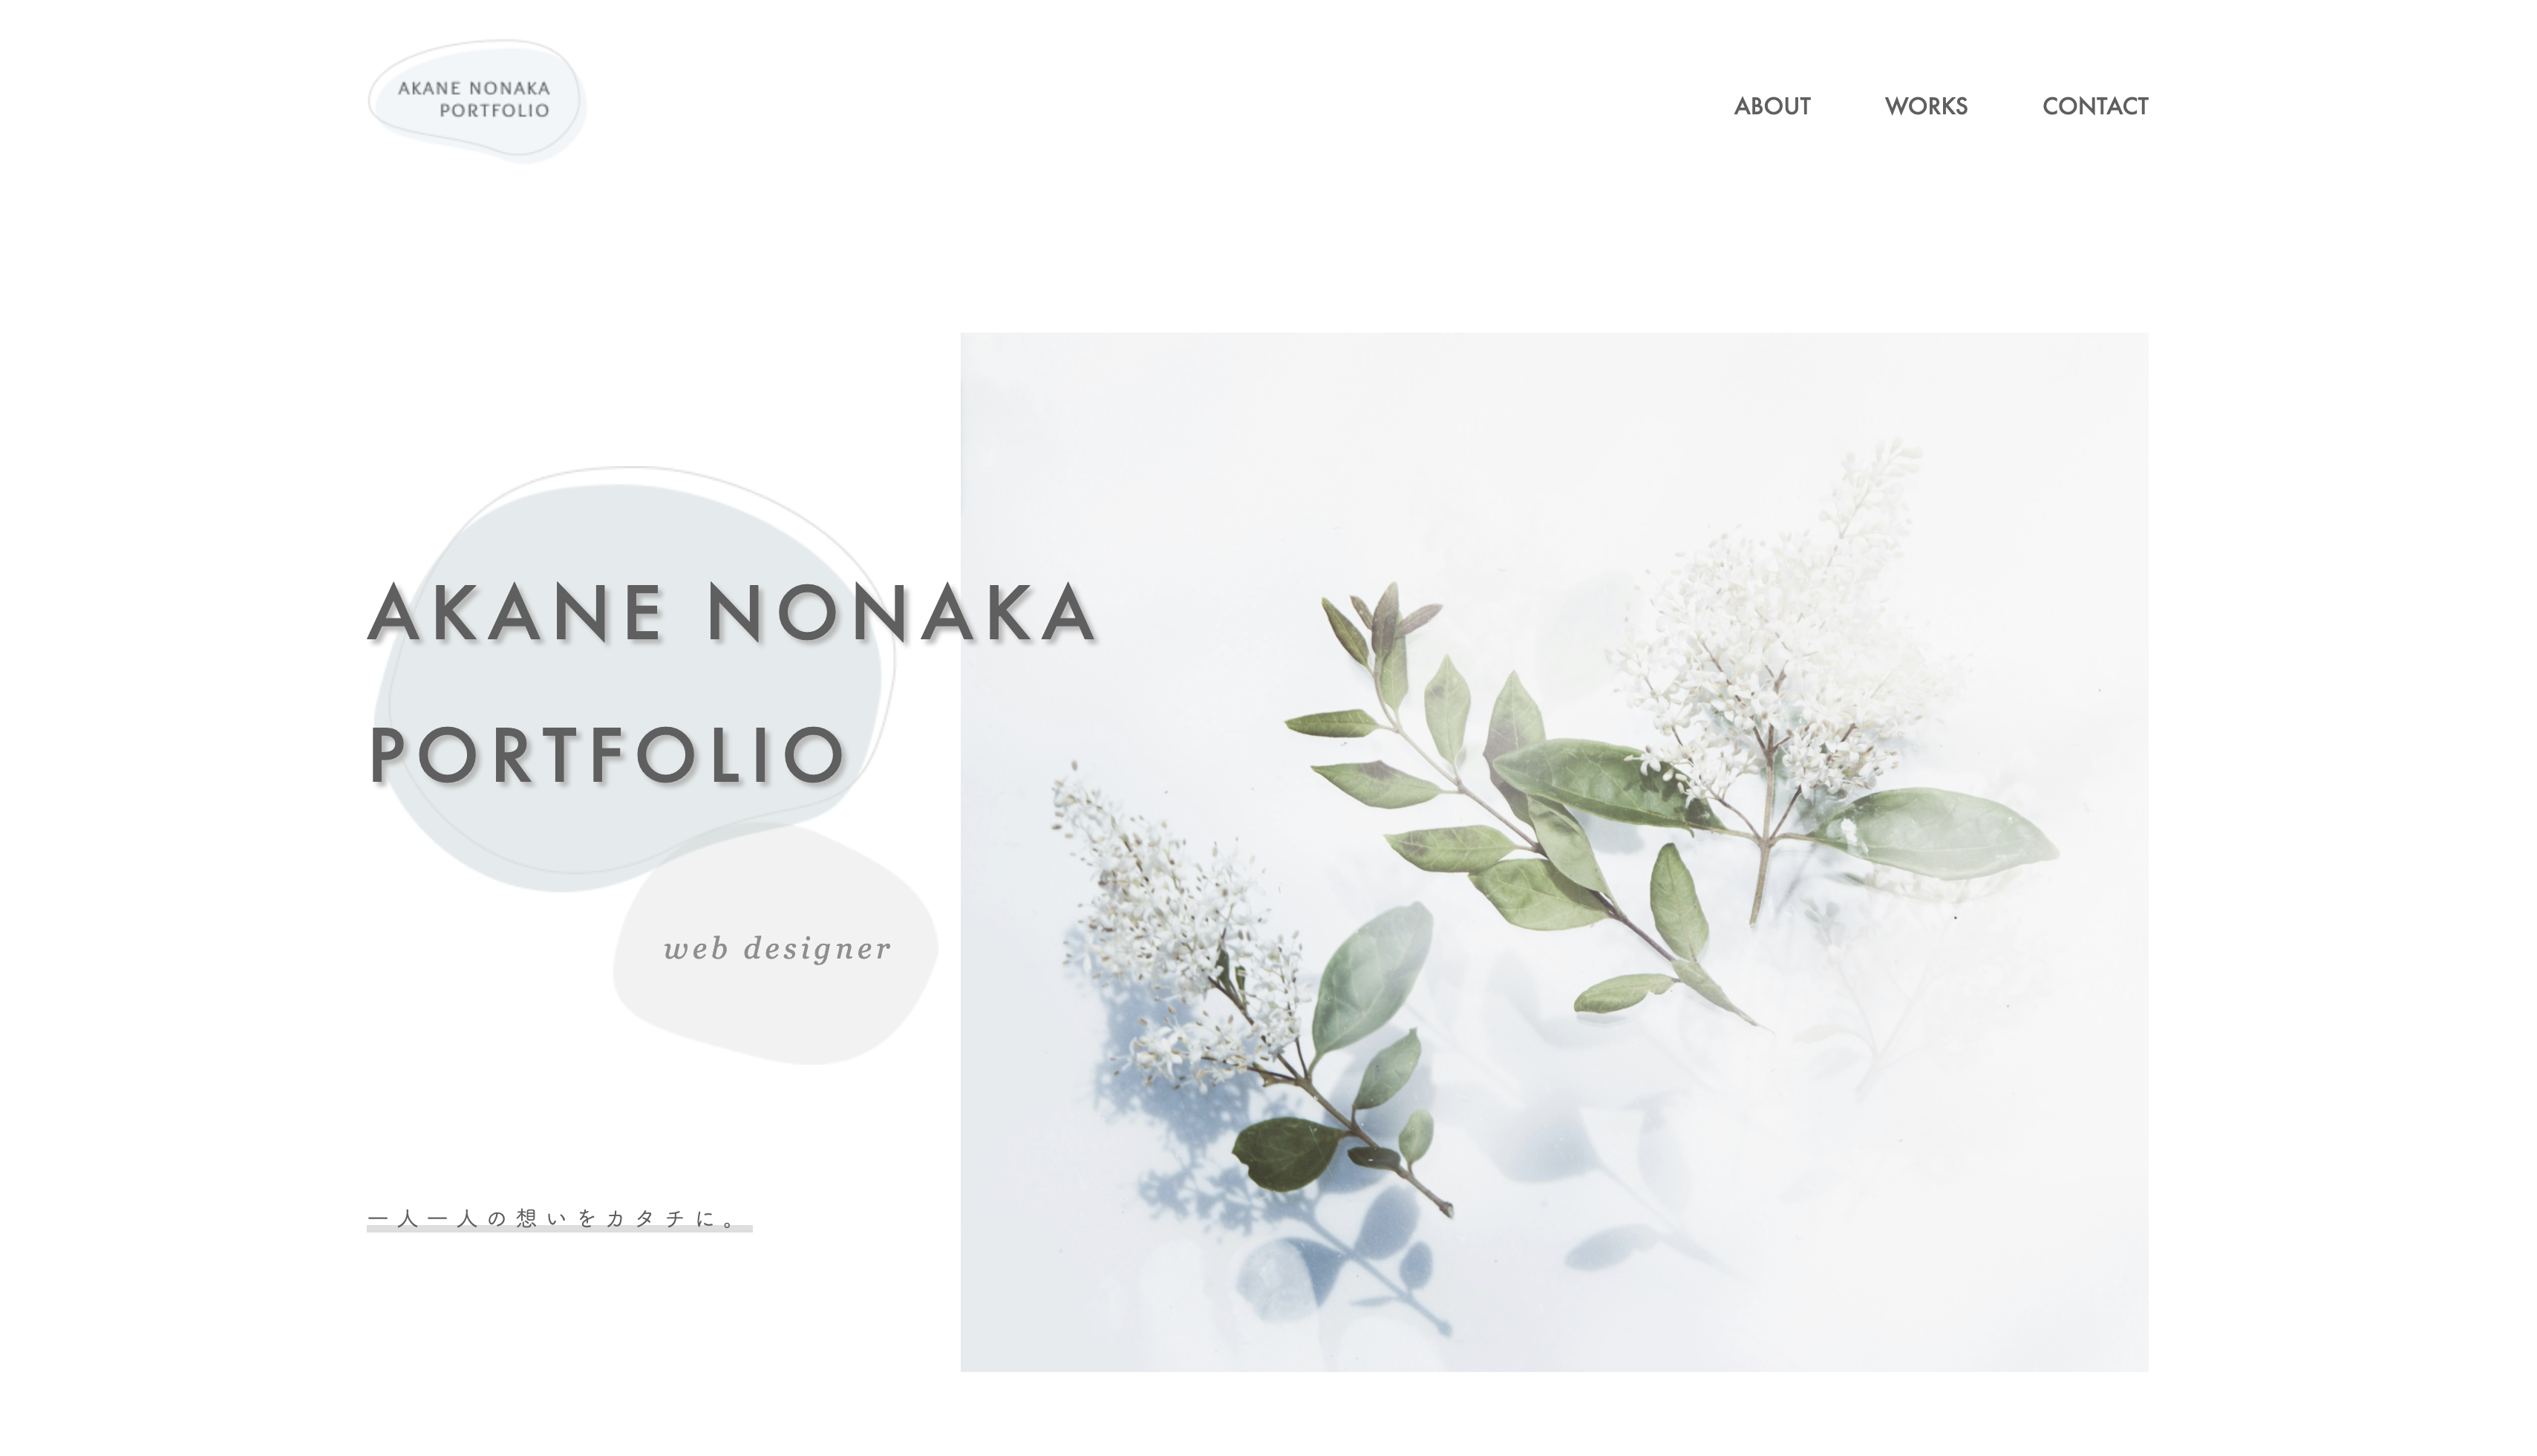 AKANE NONAKA
PORTFOLIO
ABOUT
WORKS
CONTACT
AKANE NONAKA
PORTFOLIO
web designer
一人一人の想いをカタチに。